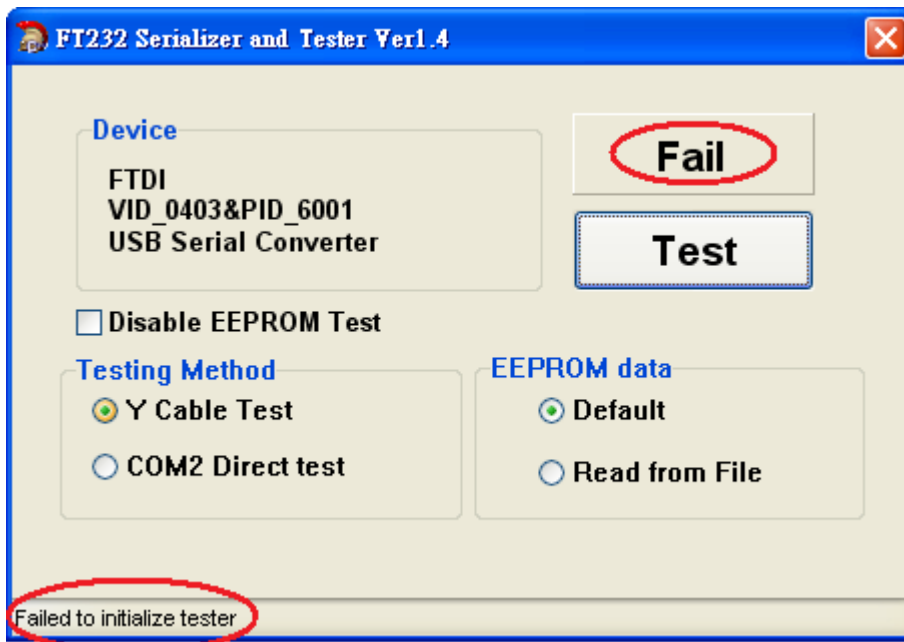 FT232 Serializer and Tester Ver1.4
Device
FTDI
VID_0403&PID_6001
USB Serial Converter
Fail
Test
Disable EEPROM Test
Testing Method
Y Cable Test
COM2 Direct test
EEPROM data
Default
Read from File
Failed to initialize tester